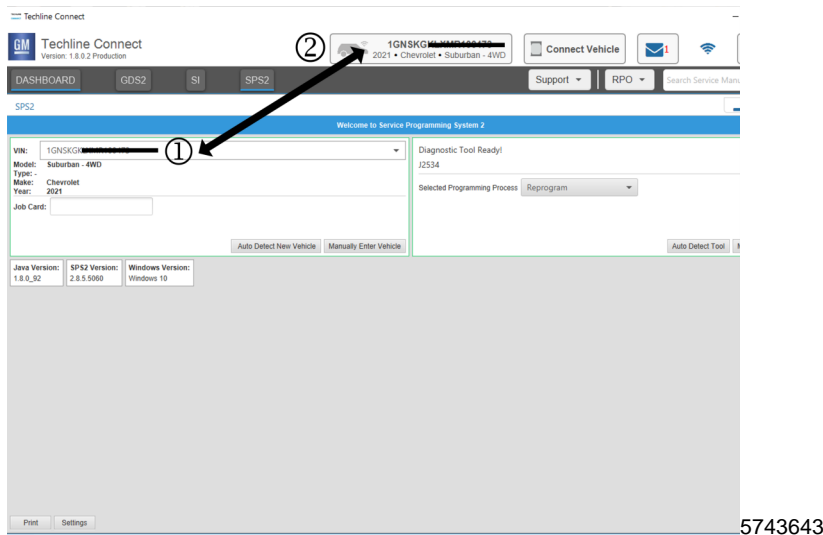 Techline Connect
GM
Techline Connect
Version: 1.8.0.2 Production
②
1GNSKG
2021 • Chevrolet • Suburban - 4WD
Connect Vehicle
1
DASHBOARD GDS2 SI SPS2
Support
RPO
Search Service Manu
SPS2
Welcome to Service Programming System 2
VIN: 1GNSKGK
①
Model: Suburban - 4WD
Type: -
Make: Chevrolet
Year: 2021
Job Card:
Auto Detect New Vehicle Manually Enter Vehicle
Diagnostic Tool Ready!
J2534
Selected Programming Process Reprogram
Auto Detect Tool
Java Version: SPS2 Version: Windows Version:
1.8.0_92 2.8.5.5060 Windows 10
Print Settings
5743643